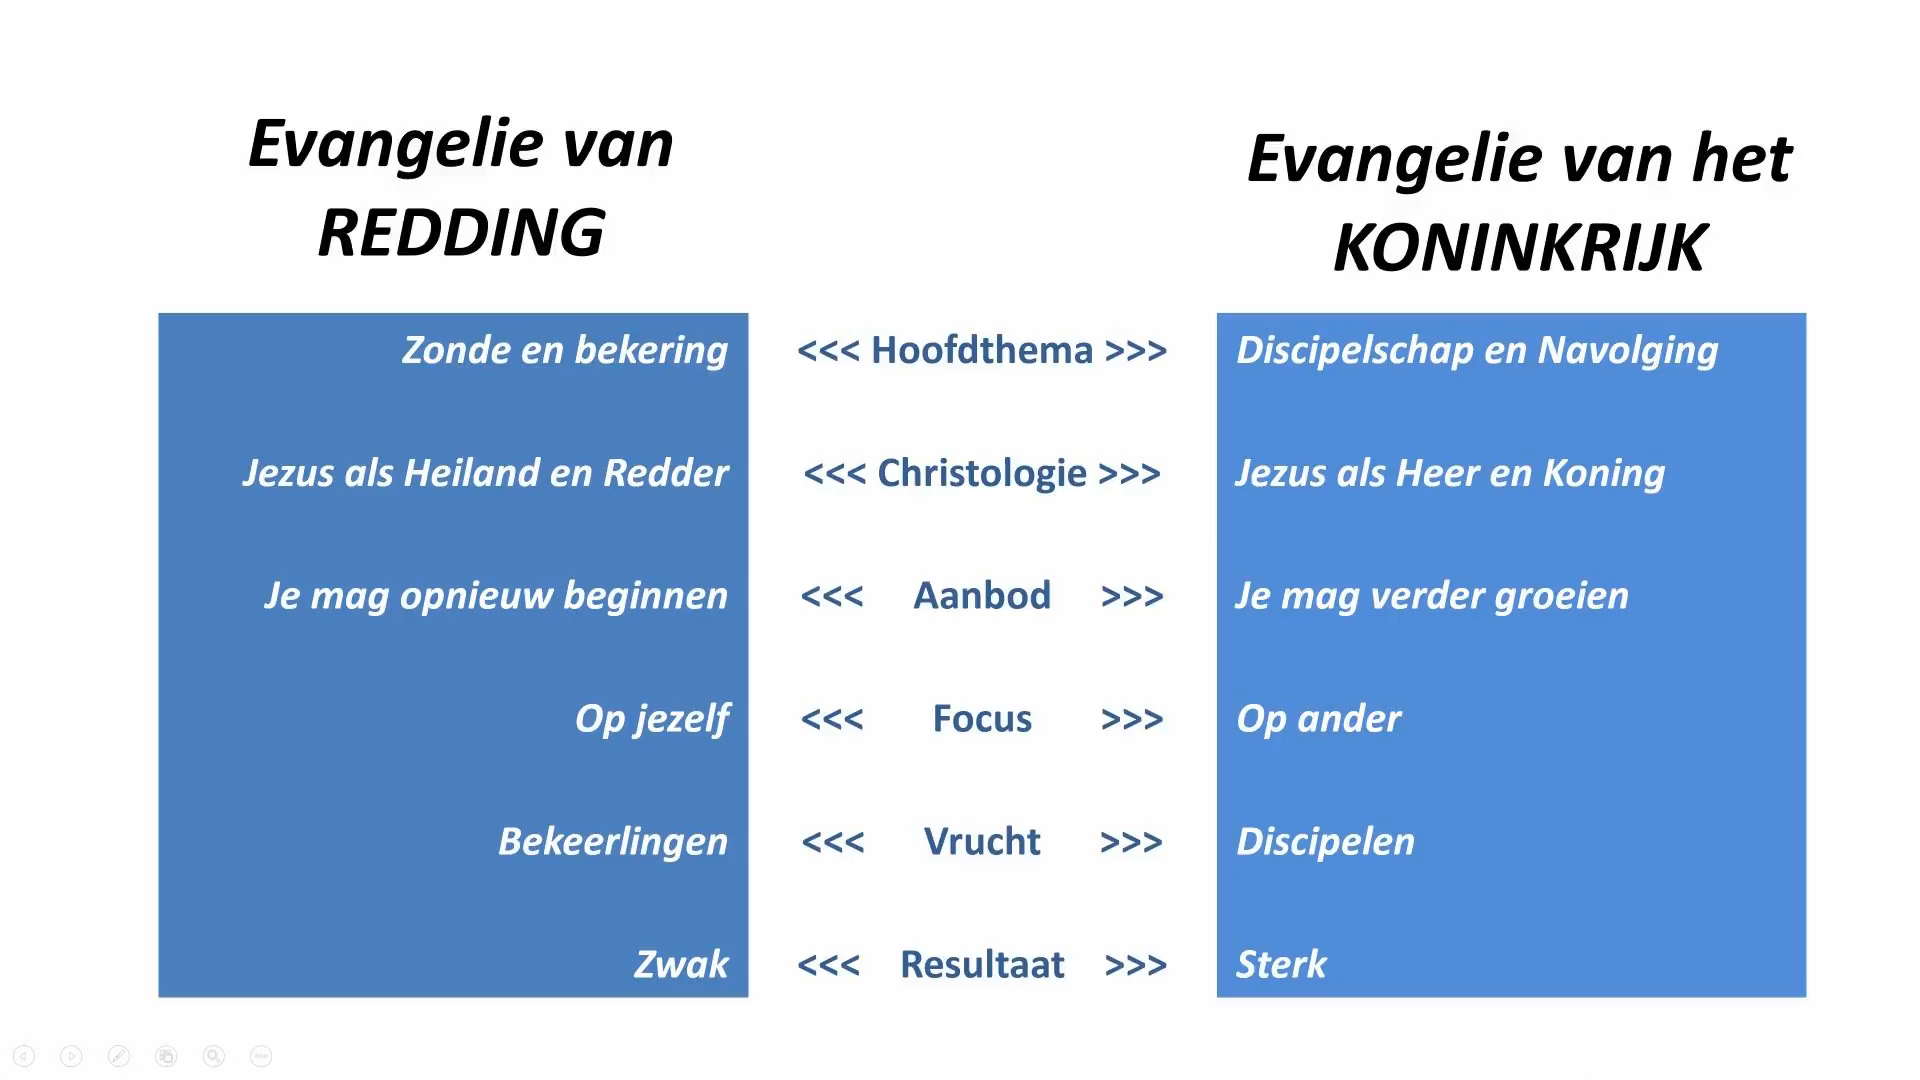 Evangelie van
REDDING
Evangelie van het
KONINKRIJK
Zonde en bekering <<< Hoofdthema >>> Discipelschap en Navolging
Jezus als Heiland en Redder <<< Christologie >>> Jezus als Heer en Koning
Je mag opnieuw beginnen <<< Aanbod >>> Je mag verder groeien
Op jezelf <<< Focus >>> Op ander
Bekeerlingen <<< Vrucht >>> Discipelen
Zwak <<< Resultaat >>> Sterk